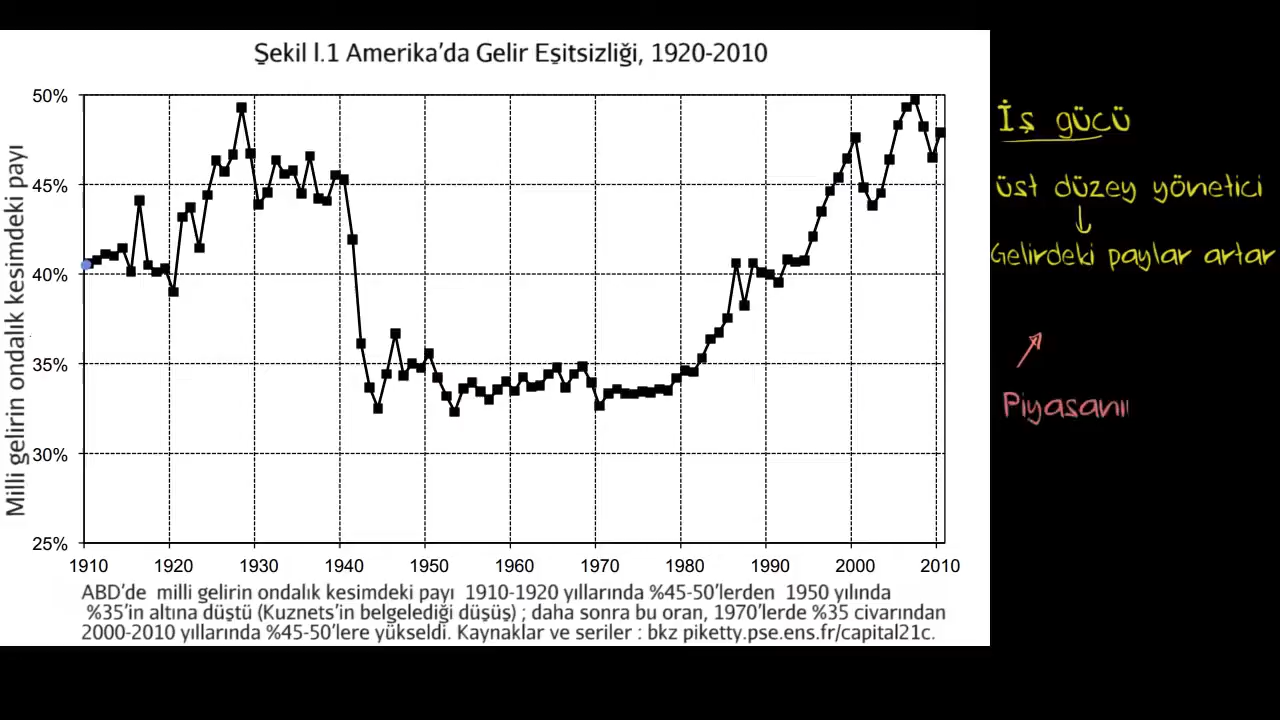 Şekil l.1 Amerika'da Gelir Eşitsizliği, 1920-2010
Milli gelirin ondalık kesimdeki payı
50%
45%
40%
35%
30%
25%
1910 1920 1930 1940 1950 1960 1970 1980 1990 2000 2010
ABD'de milli gelirin ondalık kesimdeki payı 1910-1920 yıllarında %45-50'lerden 1950 yılında
%35'in altına düştü (Kuznets'in belgelediği düşüş) ; daha sonra bu oran, 1970'lerde %35 civarından
2000-2010 yıllarında %45-50'lere yükseldi. Kaynaklar ve seriler : bkz piketty.pse.ens.fr/capital21c.
İş gücü
üst düzey yönetici
Gelirdeki paylar artar